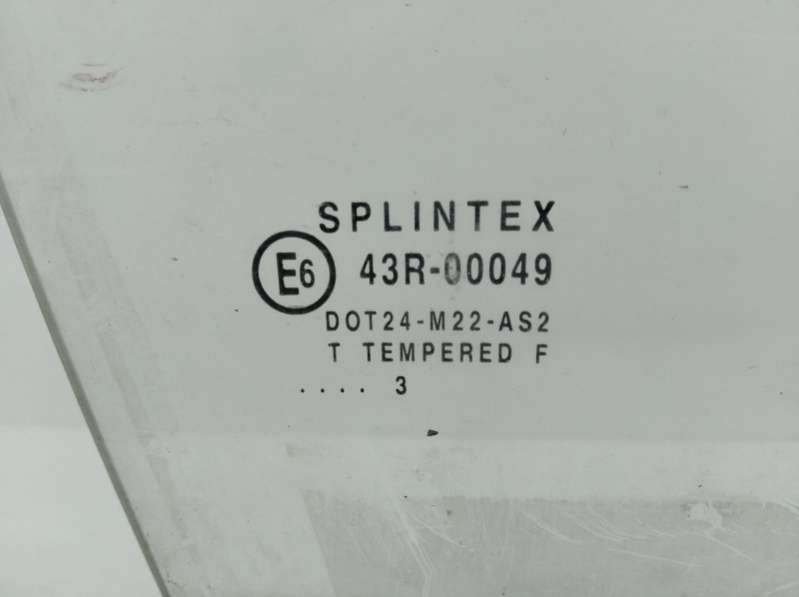 SPLINTEX
E6 43R-00049
DOT24-M22-AS2
T TEMPERED F
.... 3